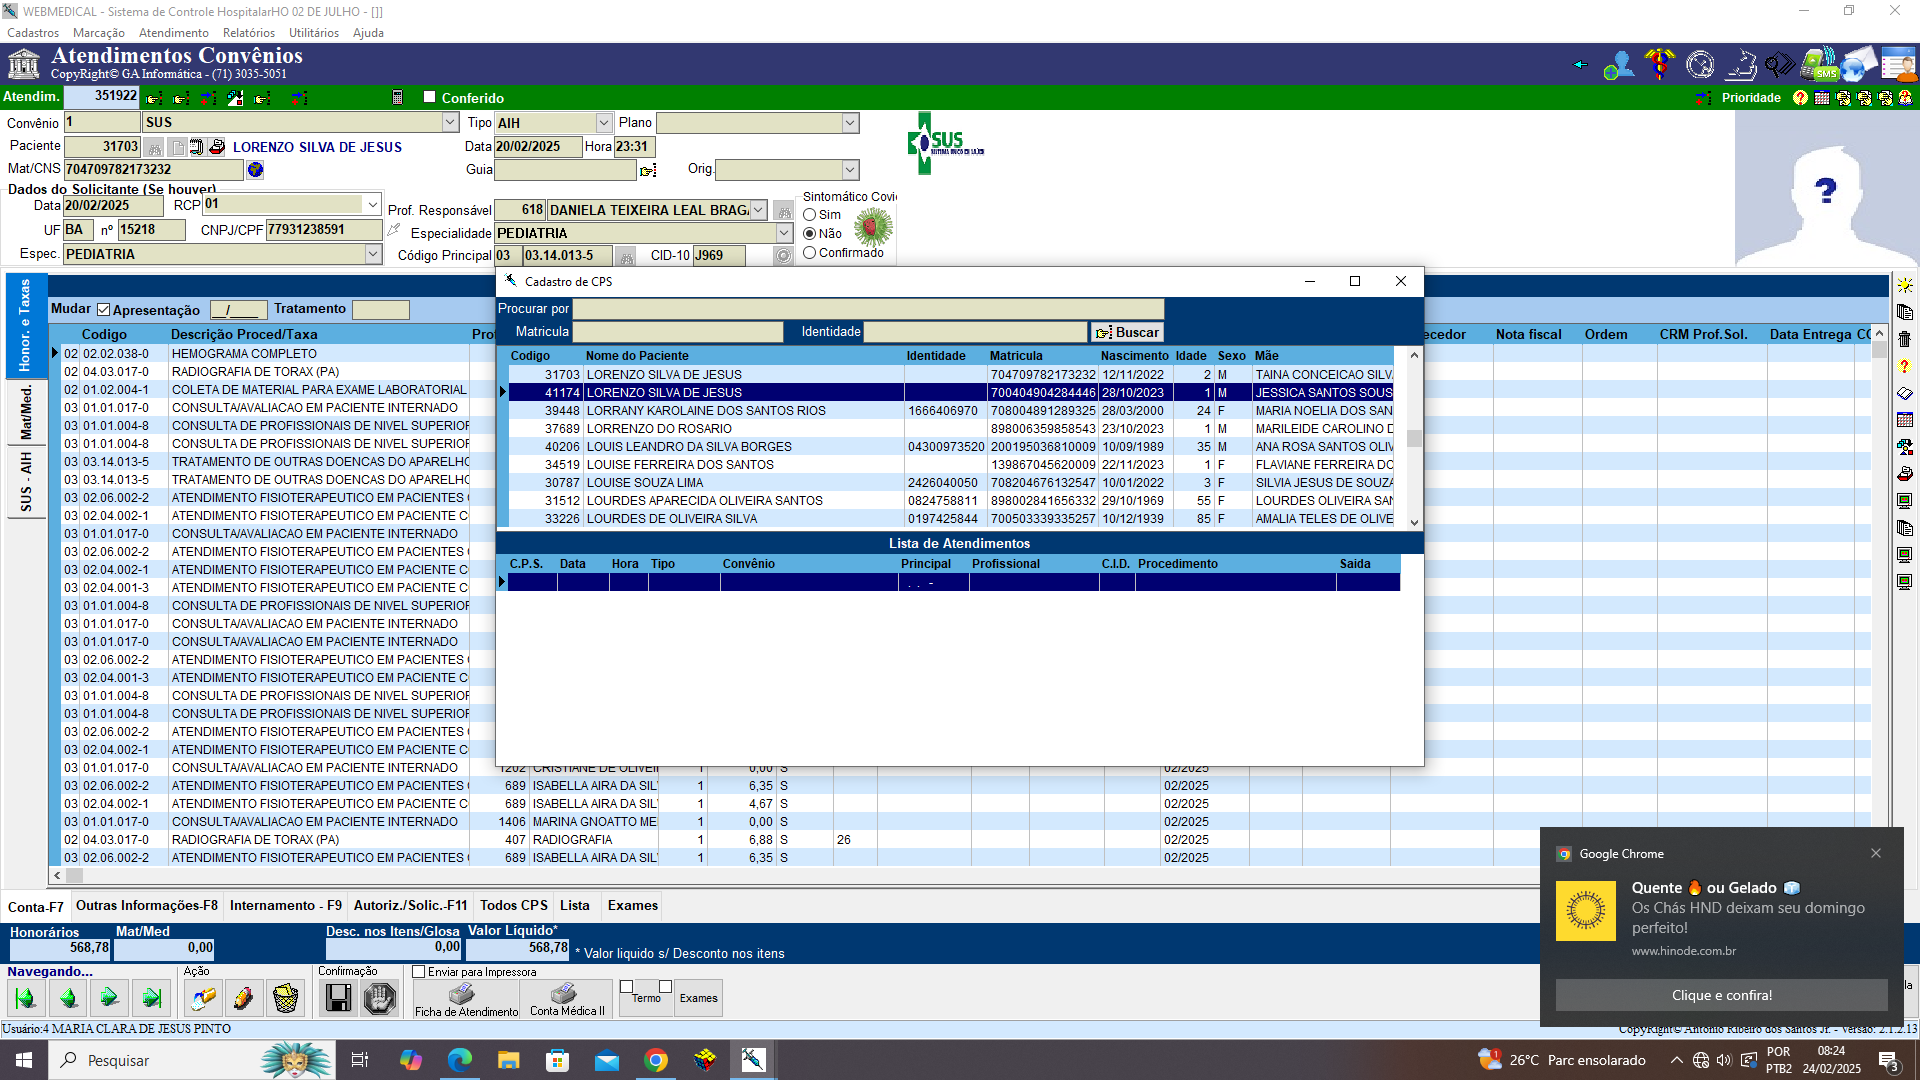 WEBMEDICAL - Sistema de Controle HospitalarHO 02 DE JULHO - []]
Cadastros Marcação Atendimento Relatórios Utilitários Ajuda
Atendimentos Convênios
CopyRight© GA Informática - (71) 3035-5051
SMS
Atendim. 351922 Conferido Prioridade
Convênio 1 SUS Tipo AIH Plano
Paciente 31703 LORENZO SILVA DE JESUS Data 20/02/2025 Hora 23:31
SUS
Mat/CNS 704709782173232 Guia Orig.
Dados do Solicitante (Se houver)
Data 20/02/2025 RCP 01 Prof. Responsável 618 DANIELA TEIXEIRA LEAL BRAGA
Sintomático Covi
Sim
UF BA nº 15218 CNPJ/CPF 77931238591 Especialidade PEDIATRIA
Não
Espec. PEDIATRIA Código Principal 03 03.14.013-5 CID-10 J969
Confirmado
Honor. e Taxas
Mat/Med.
SUS - AIH
Mudar Apresentação _/____ Tratamento
Codigo Descrição Proced/Taxa Prof
ecedor Nota fiscal Ordem CRM Prof.Sol. Data Entrega CC
02 02.02.038-0 HEMOGRAMA COMPLETO
02 04.03.017-0 RADIOGRAFIA DE TORAX (PA)
02 01.02.004-1 COLETA DE MATERIAL PARA EXAME LABORATORIAL
03 01.01.017-0 CONSULTA/AVALIACAO EM PACIENTE INTERNADO
03 01.01.004-8 CONSULTA DE PROFISSIONAIS DE NIVEL SUPERIOR
03 01.01.004-8 CONSULTA DE PROFISSIONAIS DE NIVEL SUPERIOR
03 03.14.013-5 TRATAMENTO DE OUTRAS DOENCAS DO APARELHO
03 03.14.013-5 TRATAMENTO DE OUTRAS DOENCAS DO APARELHO
03 02.06.002-2 ATENDIMENTO FISIOTERAPEUTICO EM PACIENTES
03 02.04.002-1 ATENDIMENTO FISIOTERAPEUTICO EM PACIENTE C
03 01.01.017-0 CONSULTA/AVALIACAO EM PACIENTE INTERNADO
03 02.06.002-2 ATENDIMENTO FISIOTERAPEUTICO EM PACIENTES
03 02.04.002-1 ATENDIMENTO FISIOTERAPEUTICO EM PACIENTE C
03 02.04.001-3 ATENDIMENTO FISIOTERAPEUTICO EM PACIENTE C
03 01.01.004-8 CONSULTA DE PROFISSIONAIS DE NIVEL SUPERIOR
03 01.01.017-0 CONSULTA/AVALIACAO EM PACIENTE INTERNADO
03 01.01.017-0 CONSULTA/AVALIACAO EM PACIENTE INTERNADO
03 02.06.002-2 ATENDIMENTO FISIOTERAPEUTICO EM PACIENTES
03 02.04.001-3 ATENDIMENTO FISIOTERAPEUTICO EM PACIENTE C
03 01.01.004-8 CONSULTA DE PROFISSIONAIS DE NIVEL SUPERIOR
03 01.01.004-8 CONSULTA DE PROFISSIONAIS DE NIVEL SUPERIOR
03 02.06.002-2 ATENDIMENTO FISIOTERAPEUTICO EM PACIENTES
03 02.04.002-1 ATENDIMENTO FISIOTERAPEUTICO EM PACIENTE C
03 01.01.017-0 CONSULTA/AVALIACAO EM PACIENTE INTERNADO 1202 CRISTIANE DE OLIVEI 1 0,00 S 02/2025
03 02.06.002-2 ATENDIMENTO FISIOTERAPEUTICO EM PACIENTES 689 ISABELLA AIRA DA SIL 1 6,35 S 02/2025
03 02.04.002-1 ATENDIMENTO FISIOTERAPEUTICO EM PACIENTE C 689 ISABELLA AIRA DA SIL 1 4,67 S 02/2025
03 01.01.017-0 CONSULTA/AVALIACAO EM PACIENTE INTERNADO 1406 MARINA GNOATTO ME 1 0,00 S 02/2025
02 04.03.017-0 RADIOGRAFIA DE TORAX (PA) 407 RADIOGRAFIA 1 6,88 S 26 02/2025
03 02.06.002-2 ATENDIMENTO FISIOTERAPEUTICO EM PACIENTES 689 ISABELLA AIRA DA SIL 1 6,35 S 02/2025
Cadastro de CPS
Procurar por
Matricula Identidade Buscar
Codigo Nome do Paciente Identidade Matricula Nascimento Idade Sexo Mãe
31703 LORENZO SILVA DE JESUS 704709782173232 12/11/2022 2 M TAINA CONCEICAO SILV
41174 LORENZO SILVA DE JESUS 700404904284446 28/10/2023 1 M JESSICA SANTOS SOUS
39448 LORRANY KAROLAINE DOS SANTOS RIOS 1666406970 708004891289325 28/03/2000 24 F MARIA NOELIA DOS SAN
37689 LORRENZO DO ROSARIO 898006359858543 23/10/2023 1 M MARILEIDE CAROLINO D
40206 LOUIS LEANDRO DA SILVA BORGES 04300973520 200195036810009 10/09/1989 35 M ANA ROSA SANTOS OLIV
34519 LOUISE FERREIRA DOS SANTOS 139867045620009 22/11/2023 1 F FLAVIANE FERREIRA DO
30787 LOUISE SOUZA LIMA 2426040050 708204676132547 10/01/2022 3 F SILVIA JESUS DE SOUZA
31512 LOURDES APARECIDA OLIVEIRA SANTOS 0824758811 898002841656332 29/10/1969 55 F LOURDES OLIVEIRA SAN
33226 LOURDES DE OLIVEIRA SILVA 0197425844 700503339335257 10/12/1939 85 F AMALIA TELES DE OLIVE
Lista de Atendimentos
C.P.S. Data Hora Tipo Convênio Principal Profissional C.I.D. Procedimento Saida
. . -
Conta-F7 Outras Informações-F8 Internamento - F9 Autoriz./Solic.-F11 Todos CPS Lista Exames
Honorários Mat/Med Desc. nos Itens/Glosa Valor Líquido*
568,78 0,00 0,00 568,78 * Valor liquido s/ Desconto nos itens
Navegando... Ação Confirmação Enviar para Impressora
Ficha de Atendimento Conta Médica II Termo Exames
Usuário:4 MARIA CLARA DE JESUS PINTO
CopyRight© Antonio Ribeiro dos Santos Jr. - Versão: 2.1.2.13
Google Chrome
Quente 🔥 ou Gelado 🧊
Os Chás HND deixam seu domingo
perfeito!
www.hinode.com.br
Clique e confira!
la
Pesquisar
26°C Parc ensolarado
POR
PTB2
08:24
24/02/2025
3